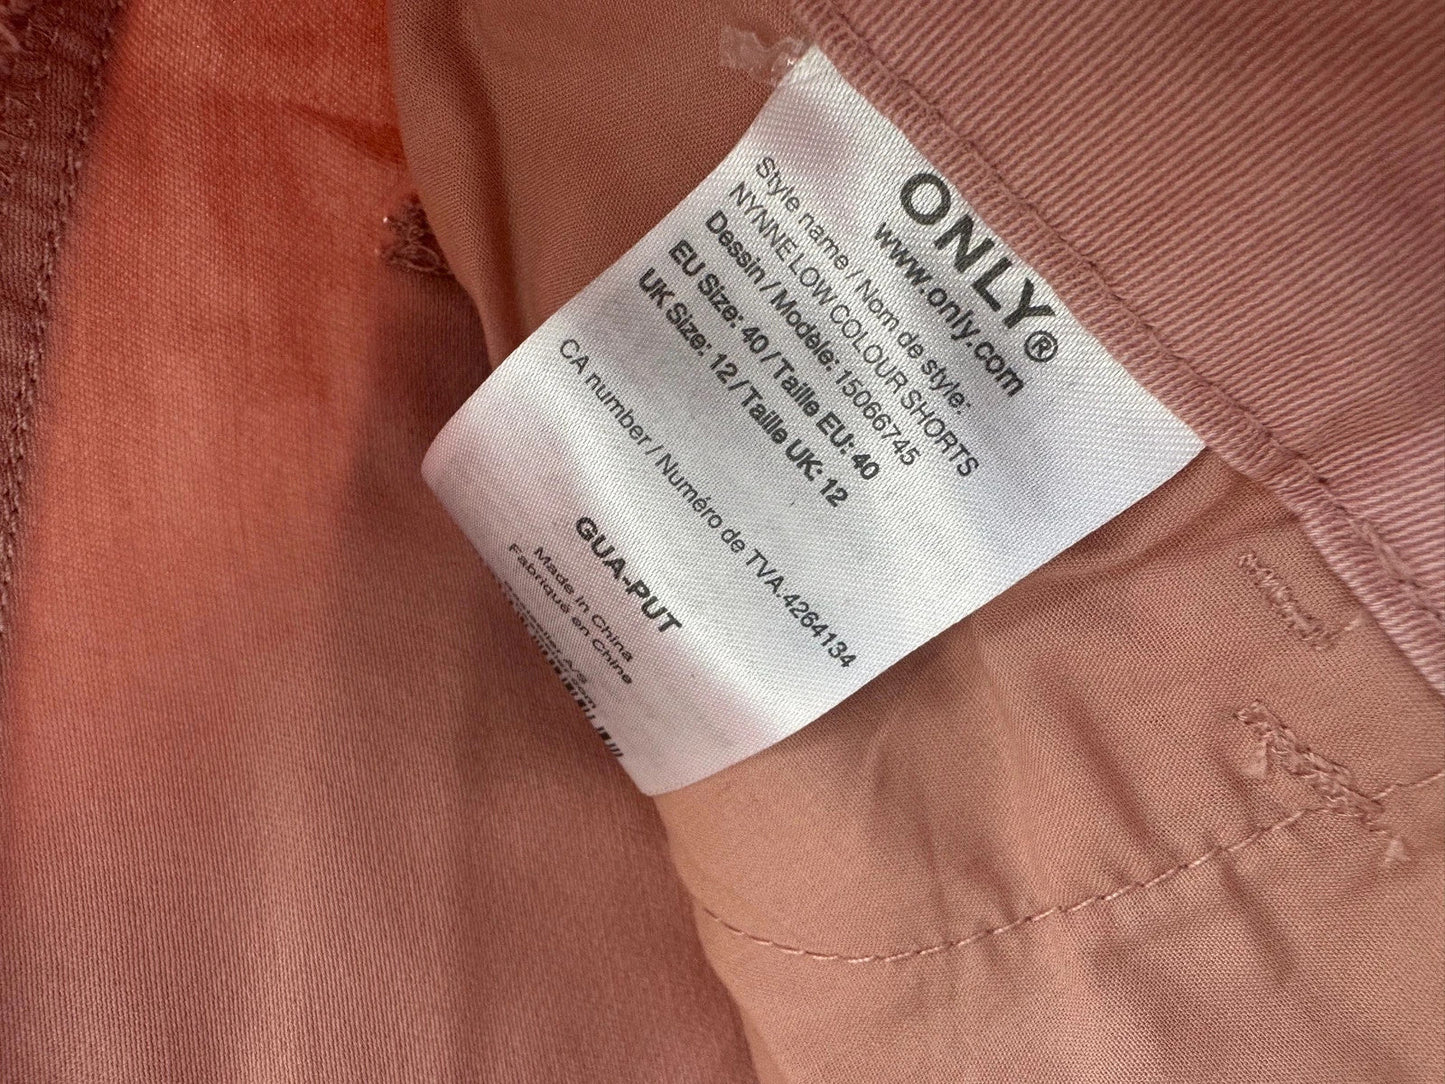 ONLY®
www.only.com
Style name / Nom de style:
NYNNE LOW COLOUR SHORTS
Dessin / Modèle: 15066745
EU Size: 40 / Taille EU: 40
UK Size: 12 / Taille UK: 12
CA number / Numéro de TVA.4264134
GUA-PUT
Made in China
Fabriqué en Chine
A/S